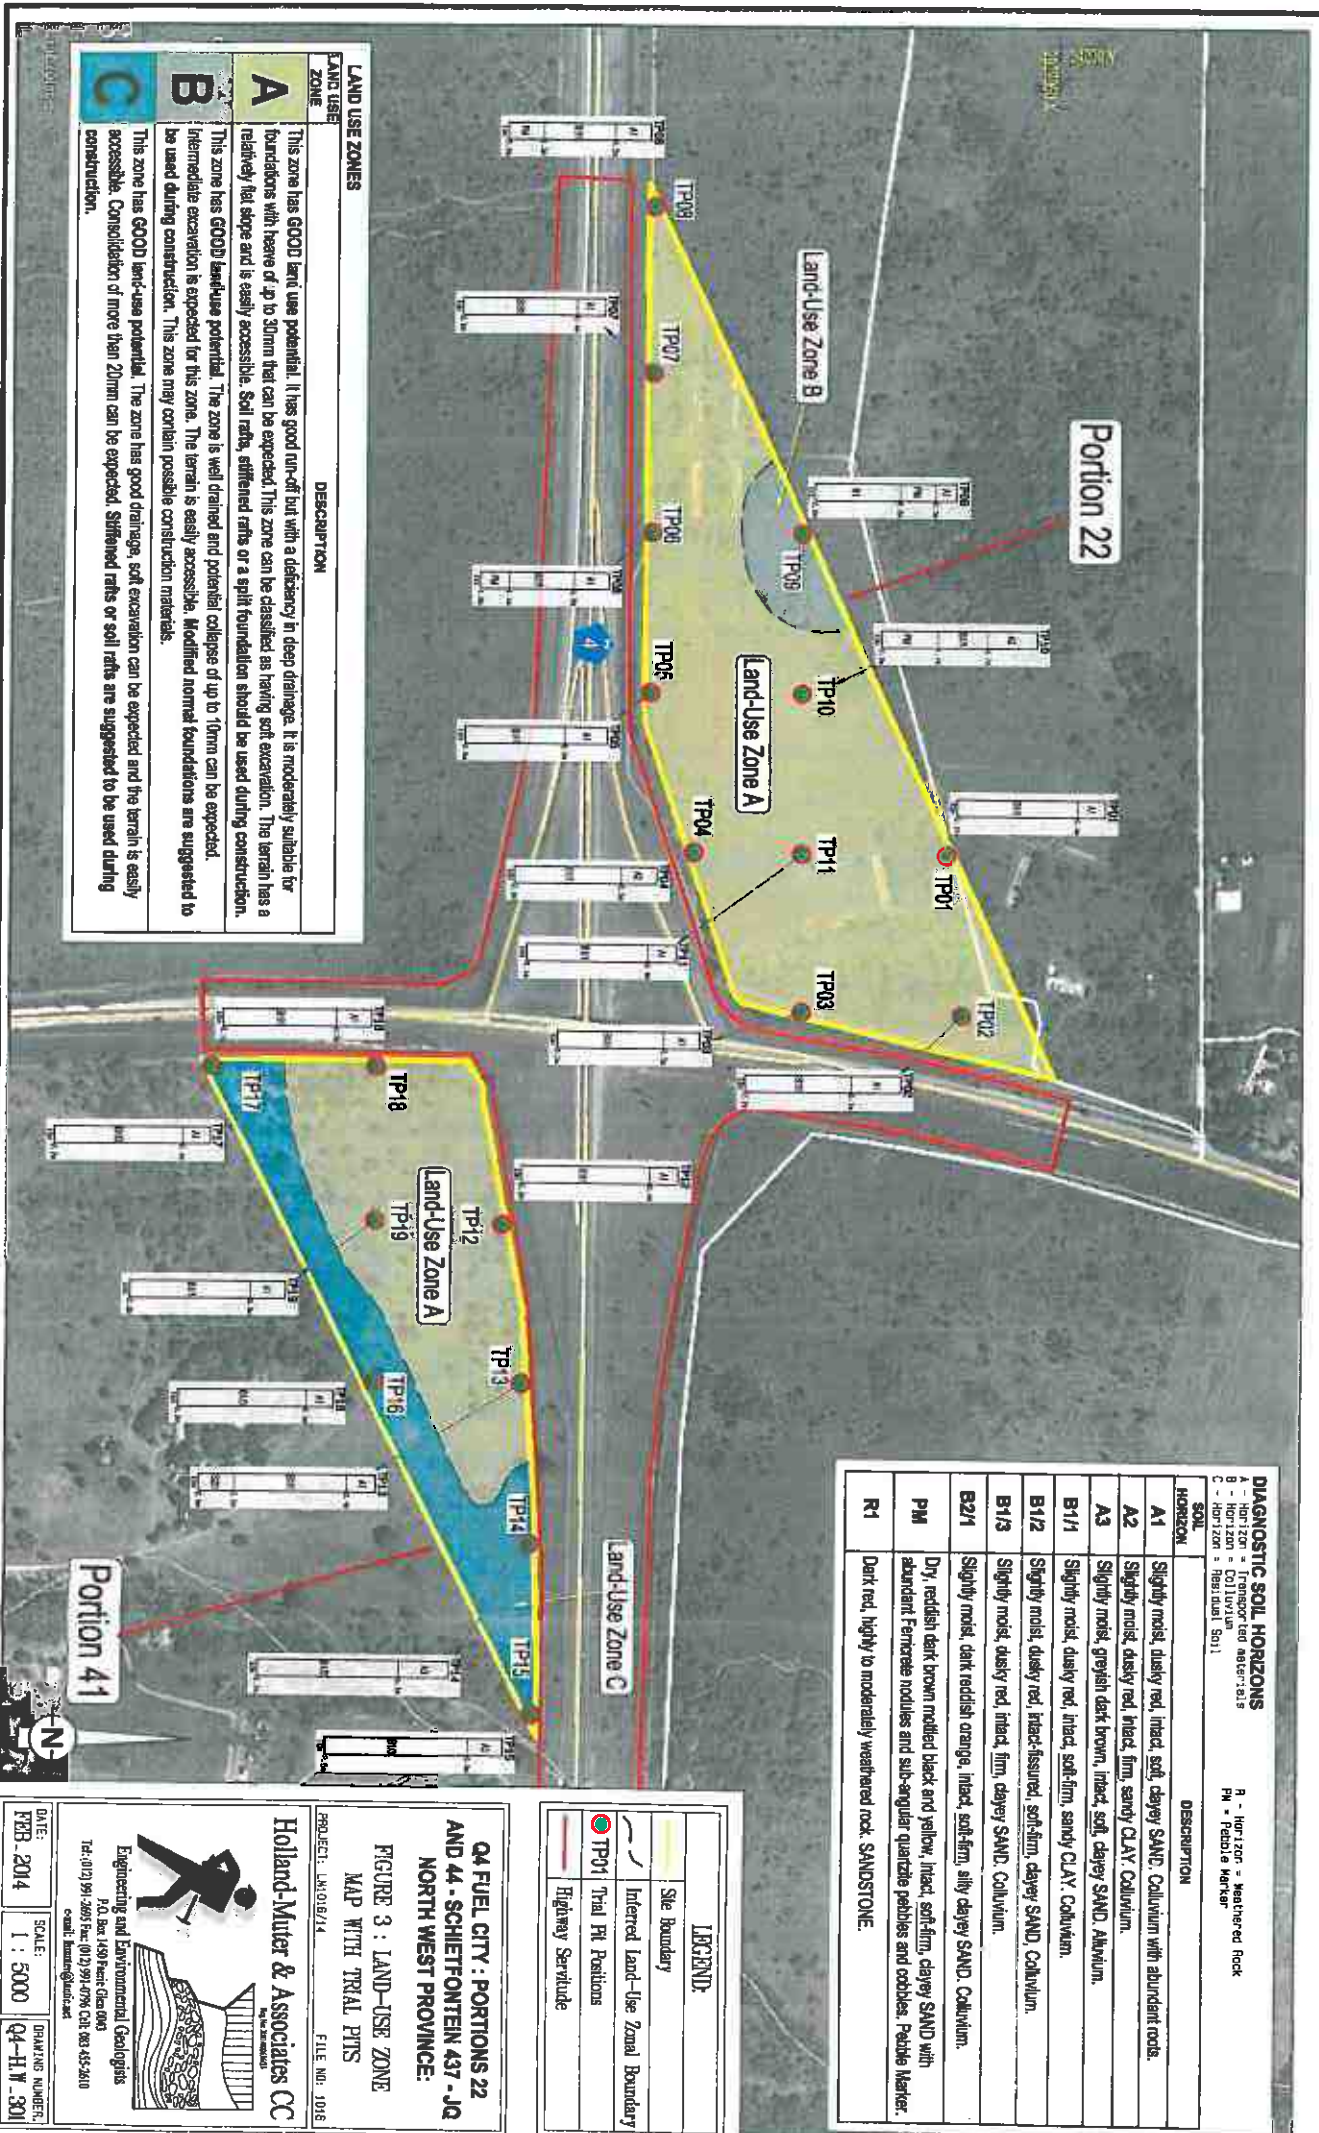 DIAGNOSTIC SOIL HORIZONS
A - Horizon = Transported materials
B - Horizon = Colluvium
C - Horizon = Residual Soil
R - Horizon = Weathered Rock
PM = Pebble Marker
SOIL HORIZON
DESCRIPTION
A1 Slightly moist, dusky red, intact, soft, clayey SAND. Colluvium with abundant roots.
A2 Slightly moist, dusky red, intact, firm, sandy CLAY. Colluvium.
A3 Slightly moist, greyish dark brown, intact, soft, clayey SAND. Alluvium.
B1/1 Slightly moist, dusky red, intact, soft-firm, sandy CLAY. Colluvium.
B1/2 Slightly moist, dusky red, intact-fissured, soft-firm, clayey SAND, Colluvium.
B1/3 Slightly moist, dusky red, intact, firm, clayey SAND. Colluvium.
B2/1 Slightly moist, dark reddish orange, intact, soft-firm, silty clayey SAND. Colluvium.
PM Dry, reddish dark brown mottled black and yellow, intact, soft-firm, clayey SAND with
abundant Ferricrete nodules and sub-angular quartzite pebbles and cobbles. Pebble Marker.
R1 Dark red, highly to moderately weathered rock. SANDSTONE.
Portion 22
Land-Use Zone B
Land-Use Zone A
TP08
TP07
TP06
TP05
TP09
TP10
TP04
TP11
TP01
TP03
TP02
TP17
TP18
TP19
TP12
Land-Use Zone A
TP13
TP16
TP14
TP15
Land-Use Zone C
Portion 41
N
LAND USE ZONES
LAND USE ZONE
DESCRIPTION
A
This zone has GOOD land use potential. It has good run-off but with a deficiency in deep drainage. It is moderately suitable for
foundations with heave of up to 30mm that can be expected. This zone can be classified as having soft excavation. The terrain has a
relatively flat slope and is easily accessible. Soil rafts, stiffened rafts or a split foundation should be used during construction.
B
This zone has GOOD land-use potential. The zone is well drained and potential collapse of up to 10mm can be expected.
Intermediate excavation is expected for this zone. The terrain is easily accessible. Modified normal foundations are suggested to
be used during construction. This zone may contain possible construction materials.
C
This zone has GOOD land-use potential. The zone has good drainage, soft excavation can be expected and the terrain is easily
accessible. Consolidation of more than 20mm can be expected. Stiffened rafts or soil rafts are suggested to be used during
construction.
LEGEND:
Site Boundary
Inferred Land-Use Zonal Boundary
TP01 Trial Pit Positions
Highway Servitude
Q4 FUEL CITY : PORTIONS 22
AND 44 - SCHIETFONTEIN 437 - JQ
NORTH WEST PROVINCE:
FIGURE 3 : LAND-USE ZONE
MAP WITH TRIAL PITS
FILE NO: 1016
Holland-Muter & Associates CC
Engineering and Environmental Geologists
DATE:
FEB-2014
SCALE:
1 : 5000
DRAWING NUMBER:
Q4-H.W-301